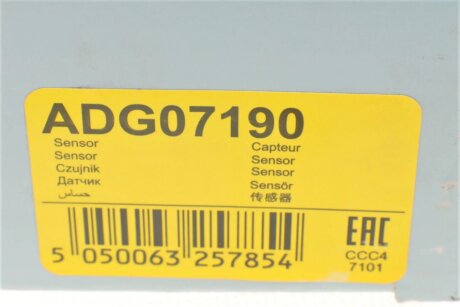 ADG07190
Sensor
Sensor
Czujnik
Датчик
حساس
Capteur
Sensor
Sensor
Sensör
传感器
5 050063 257854
EAC
CCC4
7101